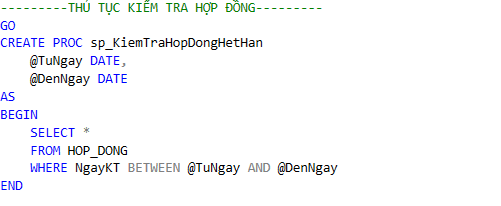 ---------THỦ TỤC KIỂM TRA HỢP ĐỒNG---------
GO
CREATE PROC sp_KiemTraHopDongHetHan
    @TuNgay DATE,
    @DenNgay DATE
AS
BEGIN
    SELECT *
    FROM HOP_DONG
    WHERE NgayKT BETWEEN @TuNgay AND @DenNgay
END